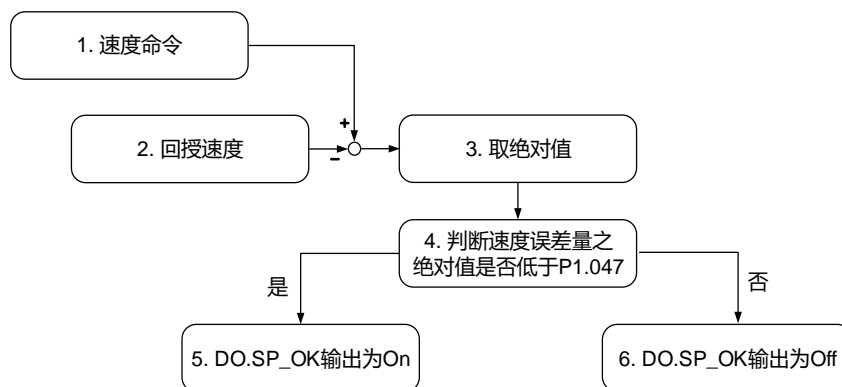 1. 速度命令
+
2. 回授速度
−
3. 取绝对值
4. 判断速度误差量之
绝对值是否低于P1.047
是
否
5. DO.SP_OK输出为On
6. DO.SP_OK输出为Off